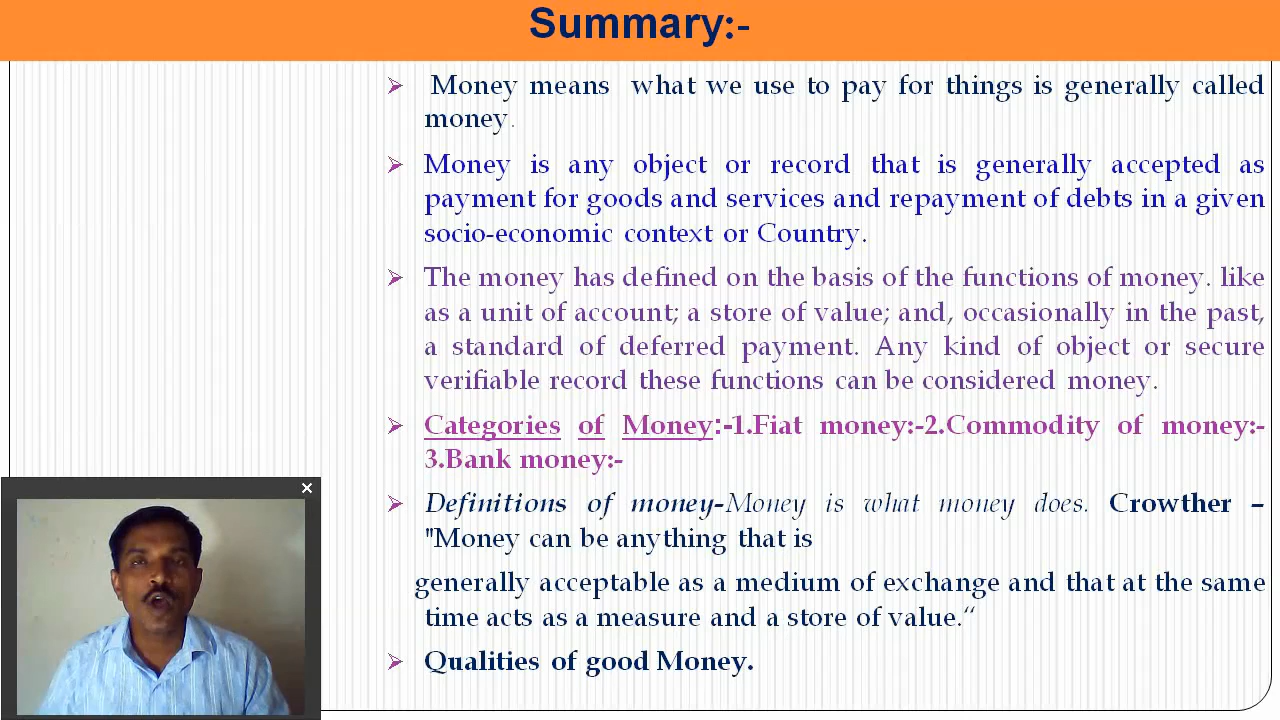 Summary:-
Money means what we use to pay for things is generally called
money.
Money is any object or record that is generally accepted as
payment for goods and services and repayment of debts in a given
socio-economic context or Country.
The money has defined on the basis of the functions of money. like
as a unit of account; a store of value; and, occasionally in the past,
a standard of deferred payment. Any kind of object or secure
verifiable record these functions can be considered money.
Categories of Money:-1.Fiat money:-2.Commodity of money:-
3.Bank money:-
Definitions of money-Money is what money does. Crowther –
"Money can be anything that is
generally acceptable as a medium of exchange and that at the same
time acts as a measure and a store of value.“
Qualities of good Money.